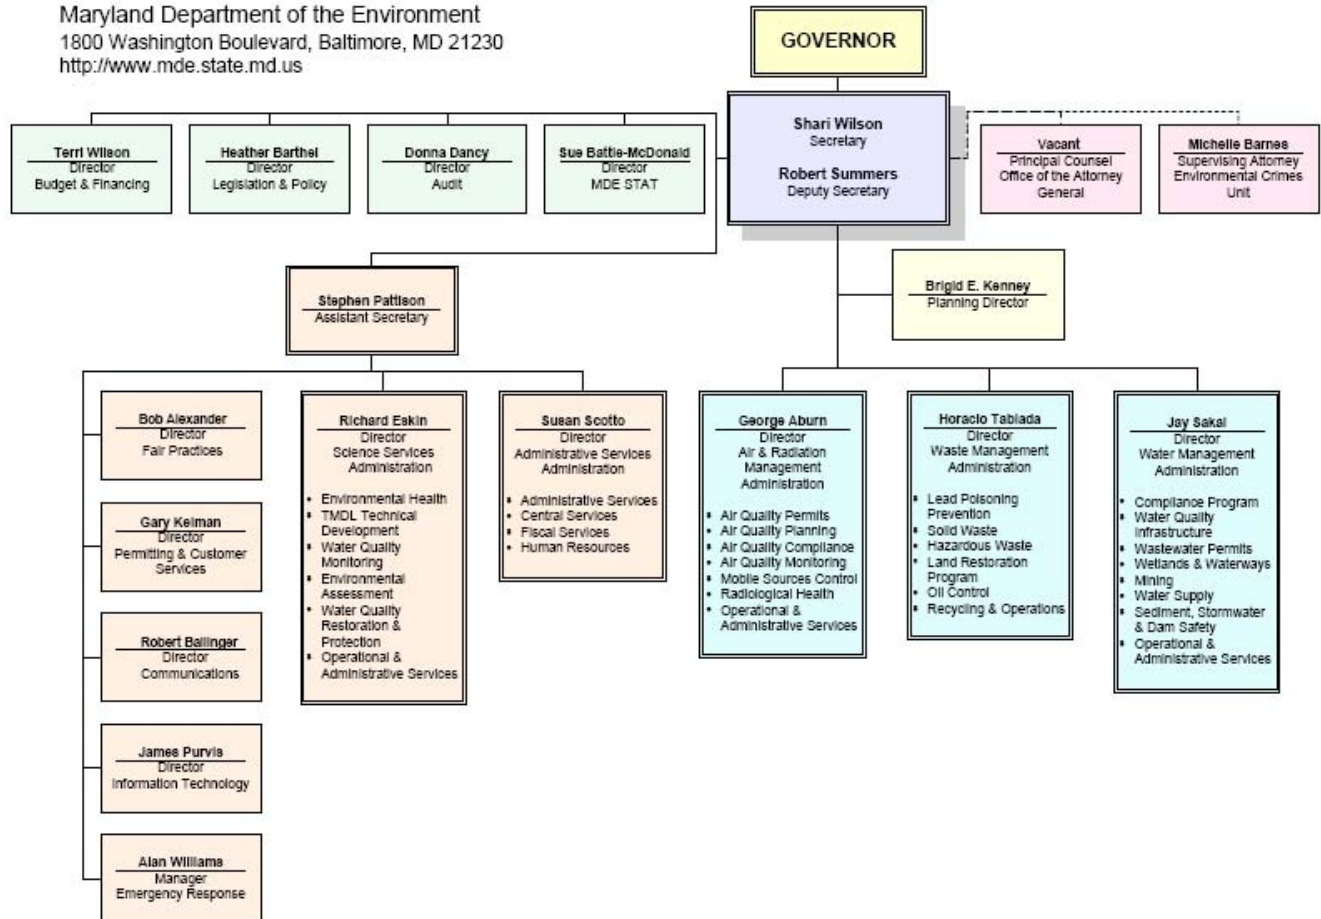 Maryland Department of the Environment
1800 Washington Boulevard, Baltimore, MD 21230
http://www.mde.state.md.us
GOVERNOR
Shari Wilson
Secretary
Robert Summers
Deputy Secretary
Terri Wilson
Director
Budget & Financing
Heather Barthel
Director
Legislation & Policy
Donna Dancy
Director
Audit
Sue Battle-McDonald
Director
MDE STAT
Vacant
Principal Counsel
Office of the Attorney
General
Michelle Barnes
Supervising Attorney
Environmental Crimes
Unit
Stephen Pattison
Assistant Secretary
Brigid E. Kenney
Planning Director
Bob Alexander
Director
Fair Practices
Gary Kelman
Director
Permitting & Customer
Services
Robert Ballinger
Director
Communications
James Purvis
Director
Information Technology
Alan Williams
Manager
Emergency Response
Richard Eskin
Director
Science Services
Administration
• Environmental Health
• TMDL Technical
Development
• Water Quality
Monitoring
• Environmental
Assessment
• Water Quality
Restoration &
Protection
• Operational &
Administrative Services
Susan Scotto
Director
Administrative Services
Administration
• Administrative Services
• Central Services
• Fiscal Services
• Human Resources
George Aburn
Director
Air & Radiation
Management
Administration
• Air Quality Permits
• Air Quality Planning
• Air Quality Compliance
• Air Quality Monitoring
• Mobile Sources Control
• Radiological Health
• Operational &
Administrative Services
Horacio Tablada
Director
Waste Management
Administration
• Lead Poisoning
Prevention
• Solid Waste
• Hazardous Waste
• Land Restoration
Program
• Oil Control
• Recycling & Operations
Jay Sakai
Director
Water Management
Administration
• Compliance Program
• Water Quality
Infrastructure
• Wastewater Permits
• Wetlands & Waterways
• Mining
• Water Supply
• Sediment, Stormwater
& Dam Safety
• Operational &
Administrative Services